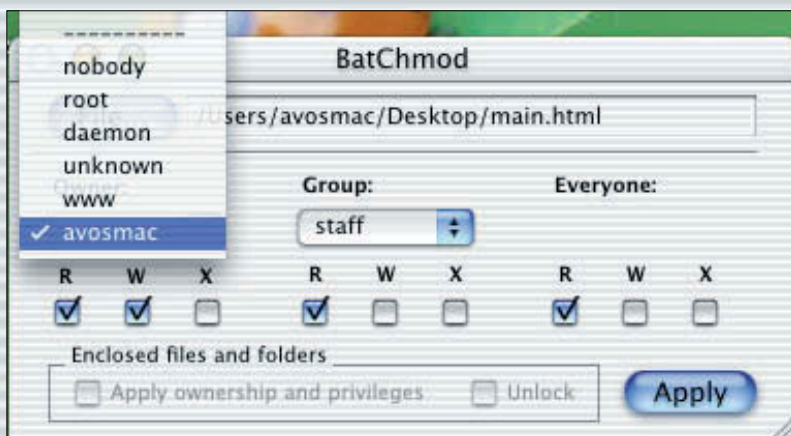 ----------
nobody
root
daemon
unknown
www
✓ avosmac
BatChmod
/Users/avosmac/Desktop/main.html
Group:
Everyone:
staff
R W X
R W X
R W X
Enclosed files and folders
Apply ownership and privileges
Unlock
Apply